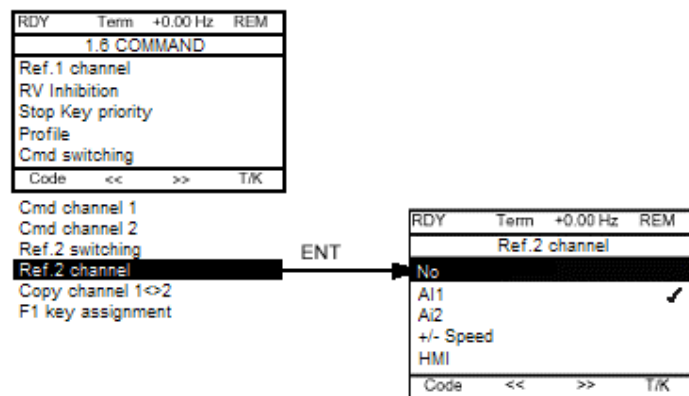 RDY Term +0.00 Hz REM
1.6 COMMAND
Ref.1 channel
RV Inhibition
Stop Key priority
Profile
Cmd switching
Code << >> T/K
Cmd channel 1
Cmd channel 2
Ref.2 switching
Ref.2 channel
Copy channel 1<>2
F1 key assignment
ENT
RDY Term +0.00 Hz REM
Ref.2 channel
No
AI1
Ai2
+/- Speed
HMI
Code << >> T/K